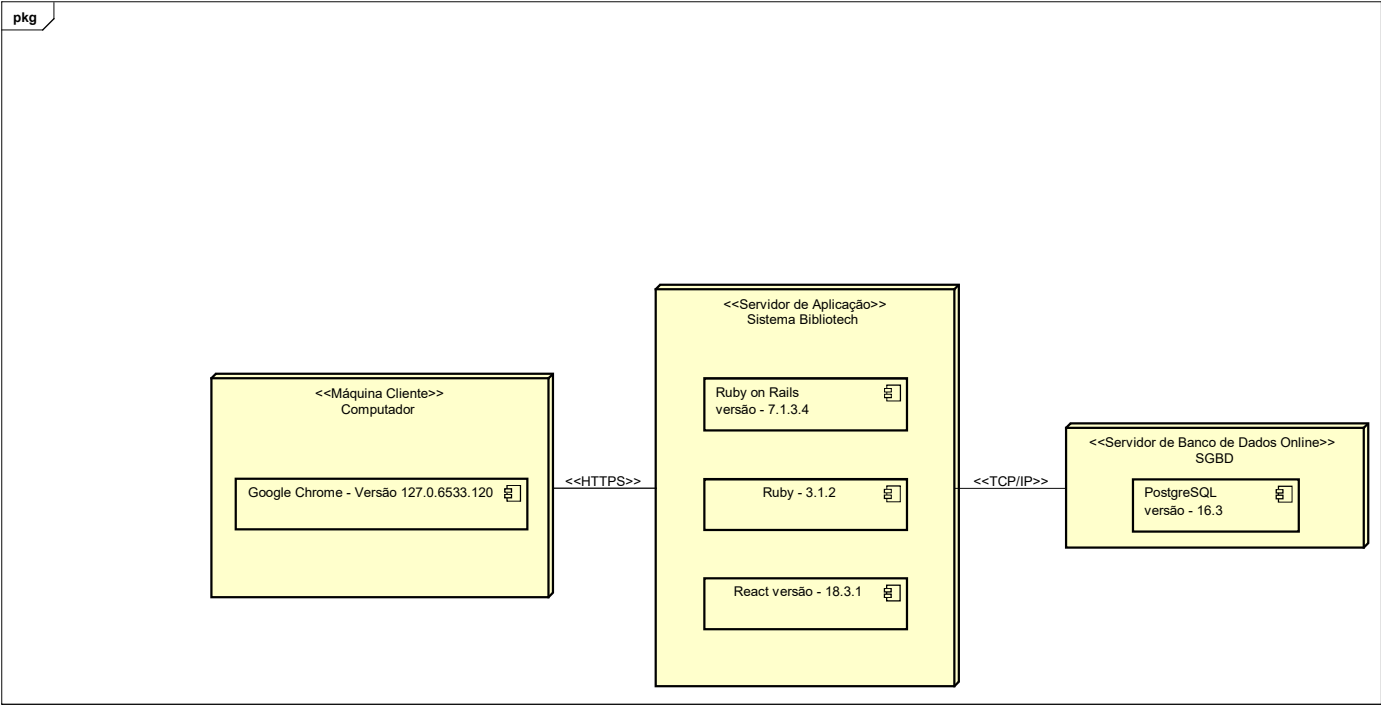 pkg
<<Máquina Cliente>>
Computador
Google Chrome - Versão 127.0.6533.120
<<HTTPS>>
<<Servidor de Aplicação>>
Sistema Bibliotech
Ruby on Rails
versão - 7.1.3.4
Ruby - 3.1.2
React versão - 18.3.1
<<TCP/IP>>
<<Servidor de Banco de Dados Online>>
SGBD
PostgreSQL
versão - 16.3